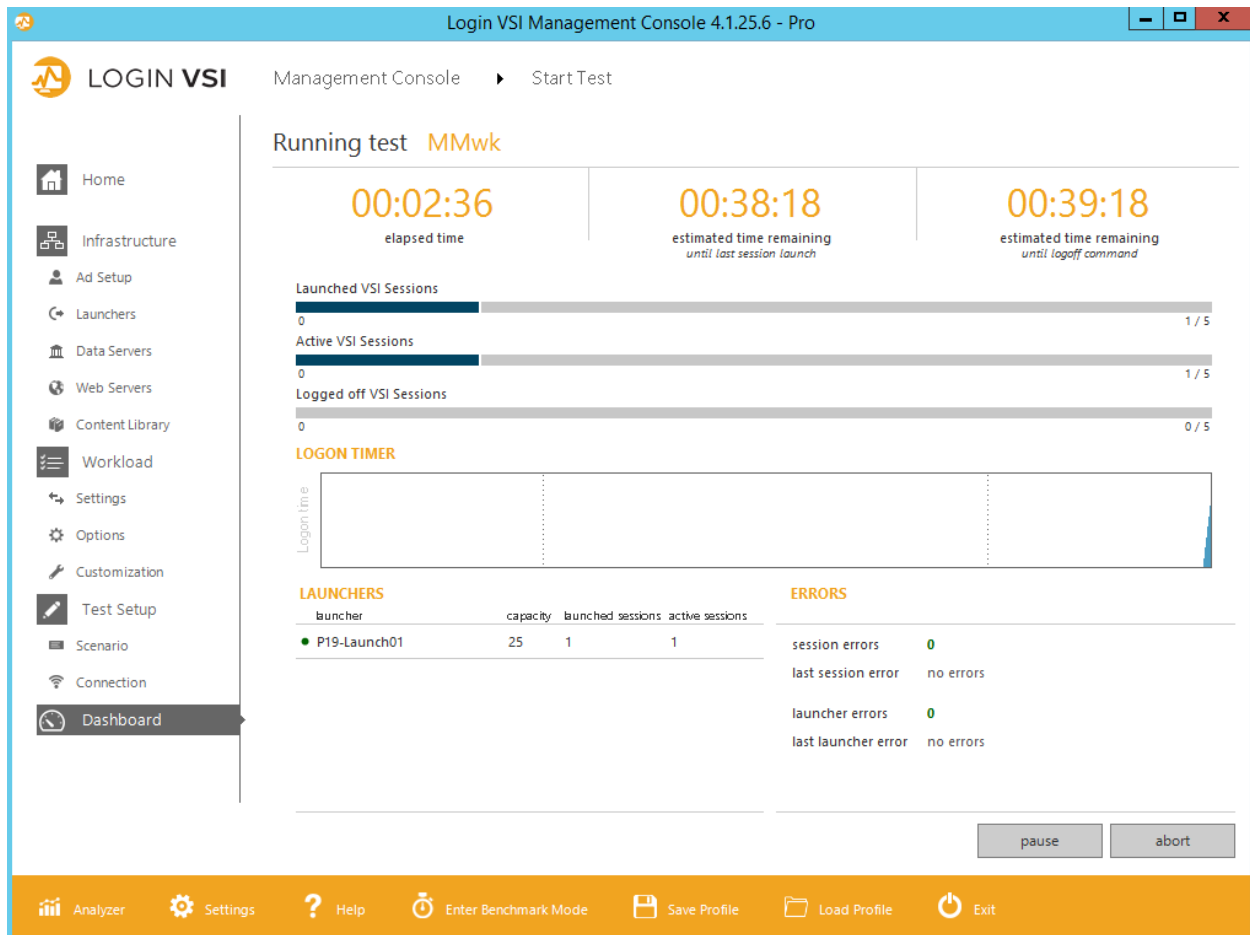 Login VSI Management Console 4.1.25.6 - Pro
LOGIN VSI
Management Console Start Test
Home
Infrastructure
Ad Setup
Launchers
Data Servers
Web Servers
Content Library
Workload
Settings
Options
Customization
Test Setup
Scenario
Connection
Dashboard
Running test MMwk
00:02:36
elapsed time
00:38:18
estimated time remaining
until last session launch
00:39:18
estimated time remaining
until logoff command
Launched VSI Sessions
0 1 / 5
Active VSI Sessions
0 1 / 5
Logged off VSI Sessions
0 0 / 5
LOGON TIMER
Logon time
LAUNCHERS
launcher capacity launched sessions active sessions
P19-Launch01 25 1 1
ERRORS
session errors 0
last session error no errors
launcher errors 0
last launcher error no errors
pause abort
Analyzer Settings Help Enter Benchmark Mode Save Profile Load Profile Exit